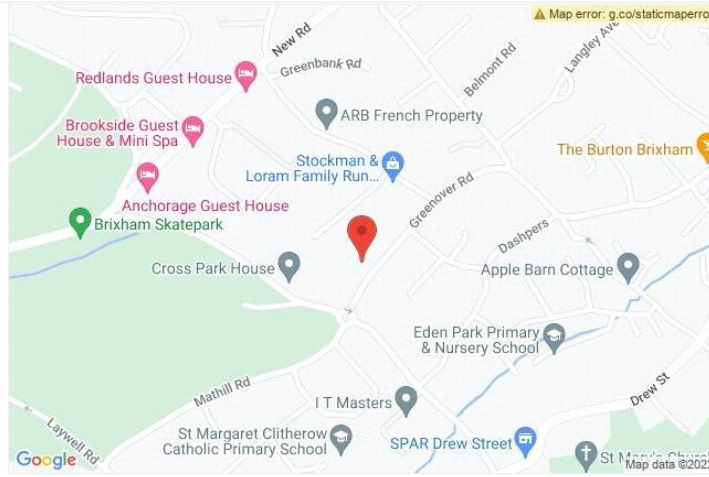 Map error: g.co/staticmaperro
New Rd
Greenbank Rd
Redlands Guest House
Belmont Rd
Langley Ave
ARB French Property
Brookside Guest
House & Mini Spa
Stockman &
Loram Family Run...
The Burton Brixham
Anchorage Guest House
Greenover Rd
Brixham Skatepark
Dashpers
Cross Park House
Apple Barn Cottage
Eden Park Primary
& Nursery School
Mathill Rd
Drew St
I T Masters
Laywell Rd
St Margaret Clitherow
Catholic Primary School
SPAR Drew Street
St Mary's Church
Google
Map data ©2022